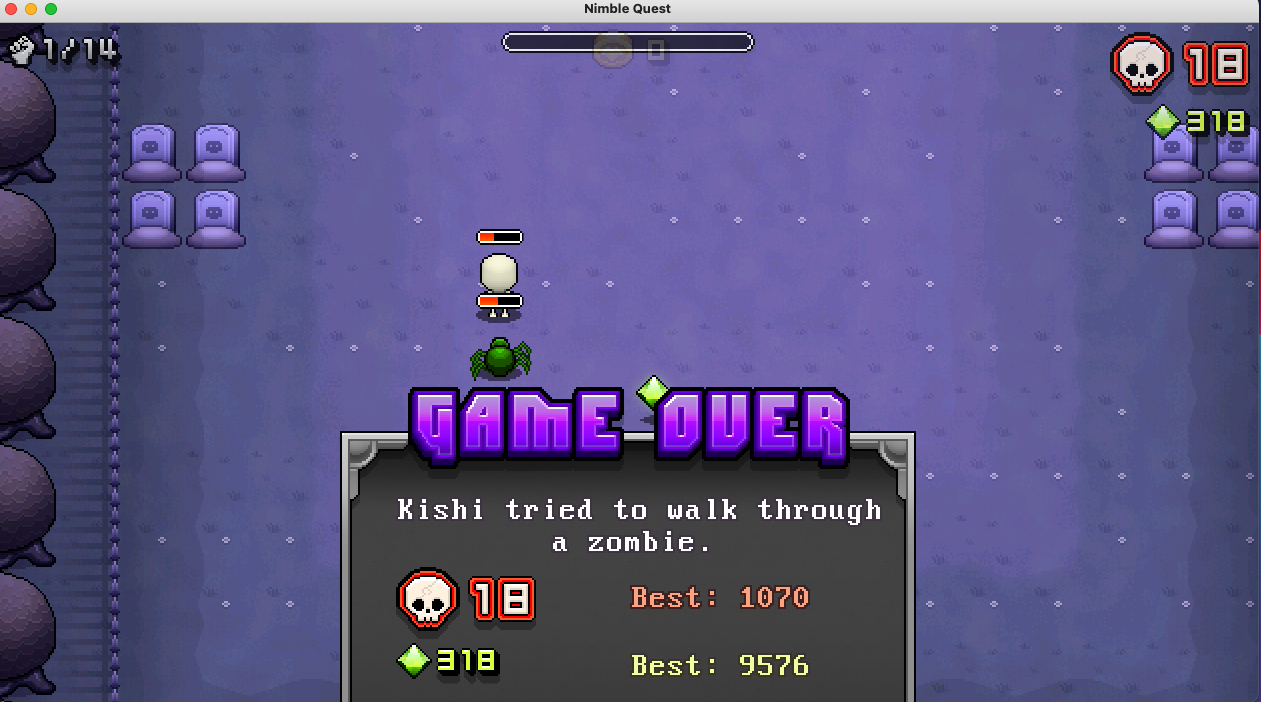 Nimble Quest
1/14
0
18
318
GAME OVER
Kishi tried to walk through
a zombie.
18
Best: 1070
318
Best: 9576